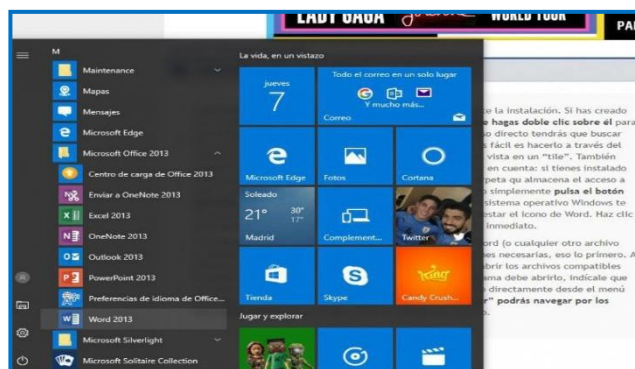 LADY GAGA
WORLD TOUR
PA
M
Maintenance
Mapas
Mensajes
Microsoft Edge
Microsoft Office 2013
Centro de carga de Office 2013
Enviar a OneNote 2013
Excel 2013
OneNote 2013
Outlook 2013
PowerPoint 2013
Preferencias de idioma de Office...
Word 2013
Microsoft Silverlight
Microsoft Solitaire Collection
La vida, en un vistazo
jueves
7
Todo el correo en un solo lugar
Y mucho más...
Correo
Microsoft Edge
Fotos
Cortana
Soleado
21° 30°
17°
Madrid
Complement...
Twitter
Tienda
Skype
King
Candy Crush...
Jugar y explorar
te la instalación. Si has creado
e hagas doble clic sobre él para
so directo tendrás que buscar
s fácil es hacerlo a través del
vista en un "tile". También
en cuenta: si tienes instalado
peta qu almacena el acceso a
o simplemente pulsa el botón
sistema operativo Windows te
estar el icono de Word. Haz clic
inmediato.
ord (o cualquier otro archivo
nes necesarias, eso lo primero. A
brir los archivos compatibles
ama debe abrirlo, indícale que
o directamente desde el menú
r" podrás navegar por los
o.